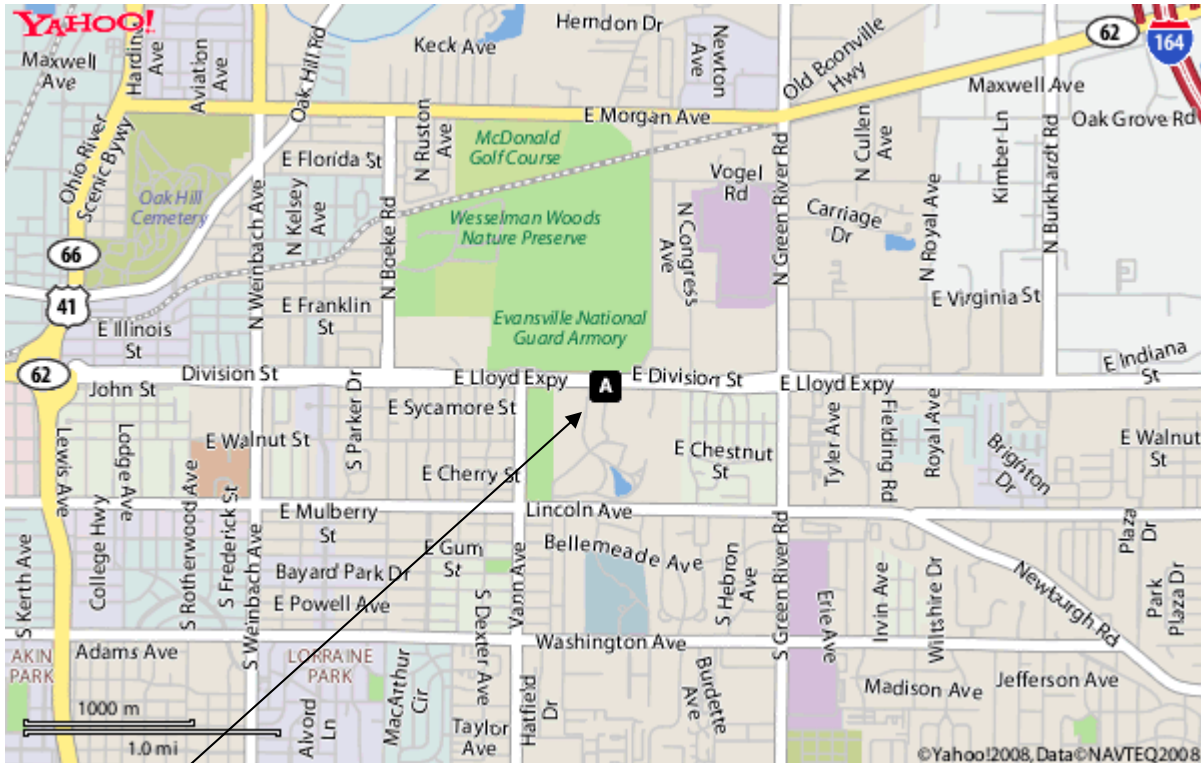 YAHOO!
Maxwell
Ave
Harding
Ave
Aviation
Ave
Oak Hill Rd
Keck Ave
Herndon Dr
Newton
Ave
Old Boonville
Hwy
62
164
Maxwell Ave
Oak Grove Rd
Ohio River
Scenic Bywy
E Morgan Ave
N Ruston
Ave
McDonald
Golf Course
E Florida St
N Kelsey
Ave
Oak Hill
Cemetery
N Weinbach Ave
N Boeke Rd
Wesselman Woods
Nature Preserve
Vogel
Rd
N Congress
Ave
N Green River Rd
Carriage
Dr
N Cullen
Ave
N Royal Ave
Kimber Ln
N Burkhardt Rd
66
41
E Illinois
St
E Franklin
St
Evansville National
Guard Armory
E Virginia St
62
John St
Division St
E Lloyd Expy
A
E Division St
E Lloyd Expy
E Indiana
St
S Parker Dr
E Sycamore St
E Walnut St
E Cherry St
E Chestnut
St
Tyler Ave
Fielding Rd
Royal Ave
Brighton
Dr
E Walnut
St
Lewis Ave
Lodge Ave
College Hwy
S Rotherwood Ave
S Frederick St
S Weinbach Ave
E Mulberry
St
Lincoln Ave
E Gum
St
Bayard Park Dr
E Powell Ave
Vann Ave
Bellemeade Ave
S Hebron
Ave
S Green River Rd
Erie Ave
Irvin Ave
Wiltshire Dr
Newburgh Rd
Plaza
Dr
Park
Plaza Dr
S Kerth Ave
AKIN
PARK
Adams Ave
LORRAINE
PARK
MacArthur
Cir
S Dexter Ave
Washington Ave
Hatfield
Dr
Burdette
Ave
Madison Ave
Jefferson Ave
Alvord
Ln
Taylor
Ave
1000 m
1.0 mi
©Yahoo!2008, Data©NAVTEQ2008